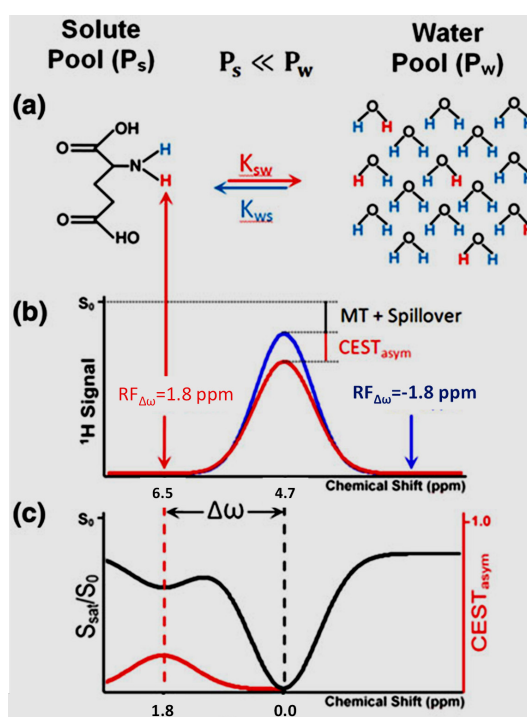 Solute
Pool (Ps)
Ps ≪ Pw
Water
Pool (Pw)
(a)
OH
O
N
H
H
O
HO
Ksw
Kws
O
H H
O
H H
O
H H
O
H H
O
H H
O
H H
O
H H
O
H H
O
H H
O
H H
O
H H
O
H H
O
H H
O
H H
O
H H
O
H H
O
H H
(b)
S₀
MT + Spillover
CESTasym
¹H Signal
RFΔω=1.8 ppm
RFΔω=-1.8 ppm
6.5
4.7
Chemical Shift (ppm)
(c)
S₀
Δω
1.0
Ssat/S0
CESTasym
1.8
0.0
Chemical Shift (ppm)